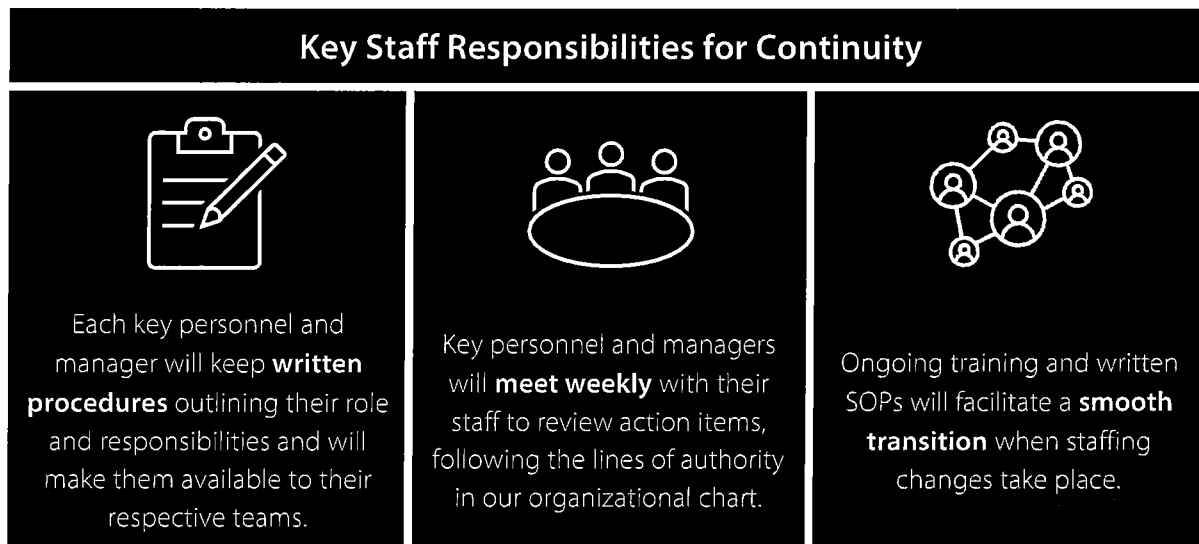 Key Staff Responsibilities for Continuity
Each key personnel and
manager will keep written
procedures outlining their role
and responsibilities and will
make them available to their
respective teams.
Key personnel and managers
will meet weekly with their
staff to review action items,
following the lines of authority
in our organizational chart.
Ongoing training and written
SOPs will facilitate a smooth
transition when staffing
changes take place.